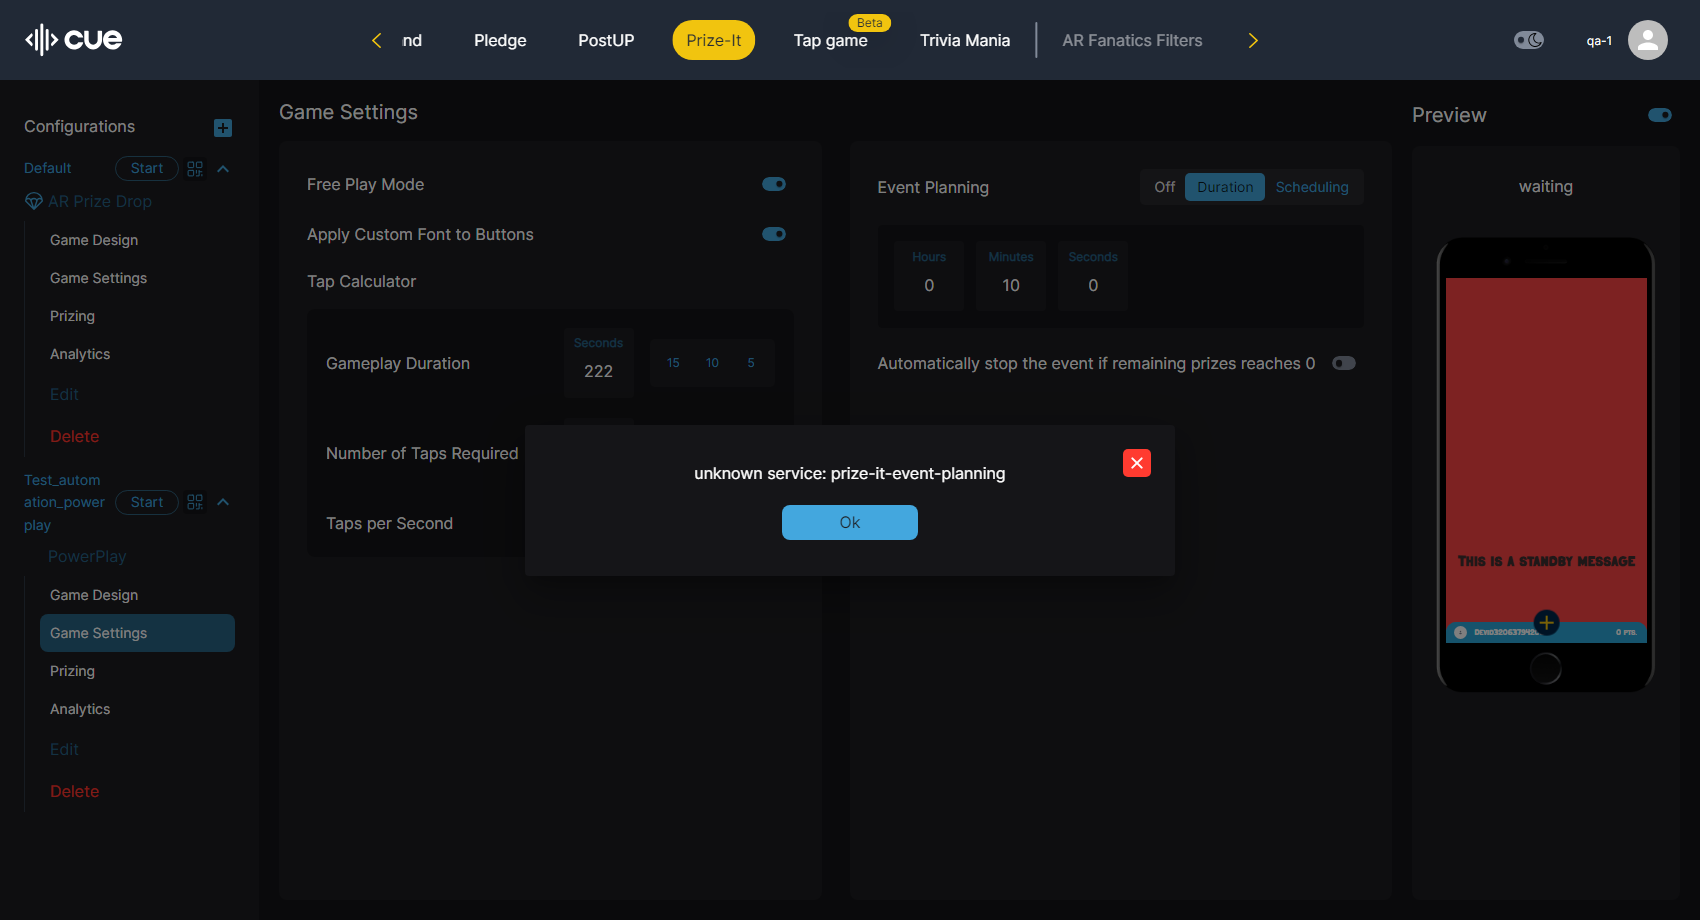 cue
nd
Pledge
PostUP
Prize-It
Beta
Tap game
Trivia Mania
AR Fanatics Filters
qa-1
Configurations
Default
Start
AR Prize Drop
Game Design
Game Settings
Prizing
Analytics
Edit
Delete
Test_autom
ation_power
play
Start
PowerPlay
Game Design
Game Settings
Prizing
Analytics
Edit
Delete
Game Settings
Free Play Mode
Apply Custom Font to Buttons
Tap Calculator
Gameplay Duration
Seconds
222
15
10
5
Number of Taps Required
Taps per Second
Event Planning
Off
Duration
Scheduling
Hours
0
Minutes
10
Seconds
0
Automatically stop the event if remaining prizes reaches 0
unknown service: prize-it-event-planning
Ok
Preview
waiting
This is a standby message
0 pts.